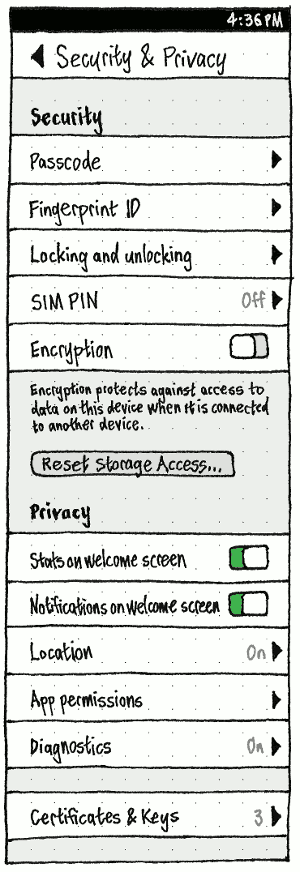 4:36PM
Security & Privacy
Security
Passcode
Fingerprint ID
Locking and unlocking
SIM PIN Off
Encryption
Encryption protects against access to
data on this device when it is connected
to another device.
Reset Storage Access...
Privacy
Stats on welcome screen
Notifications on welcome screen
Location On
App permissions
Diagnostics On
Certificates & Keys 3